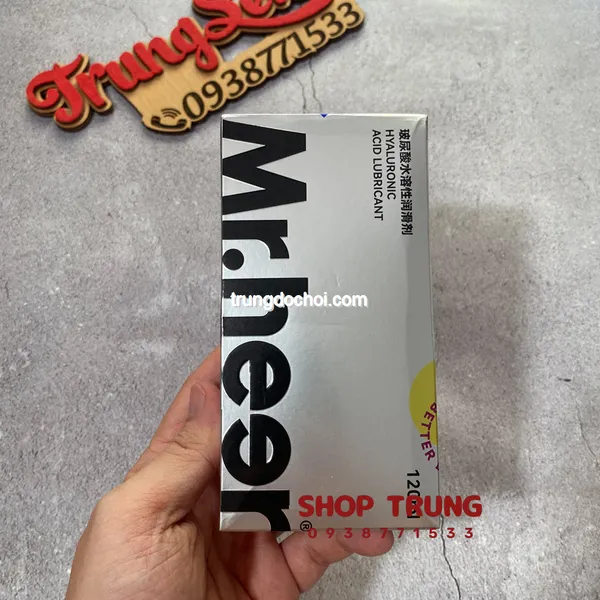 TrungSe
0938771533
玻尿酸水溶性润滑剂
HYALURONIC
ACID LUBRICANT
Mr.heer
trungdochoi.com
BETTER
120ml
®
SHOP TRUNG
0938771533